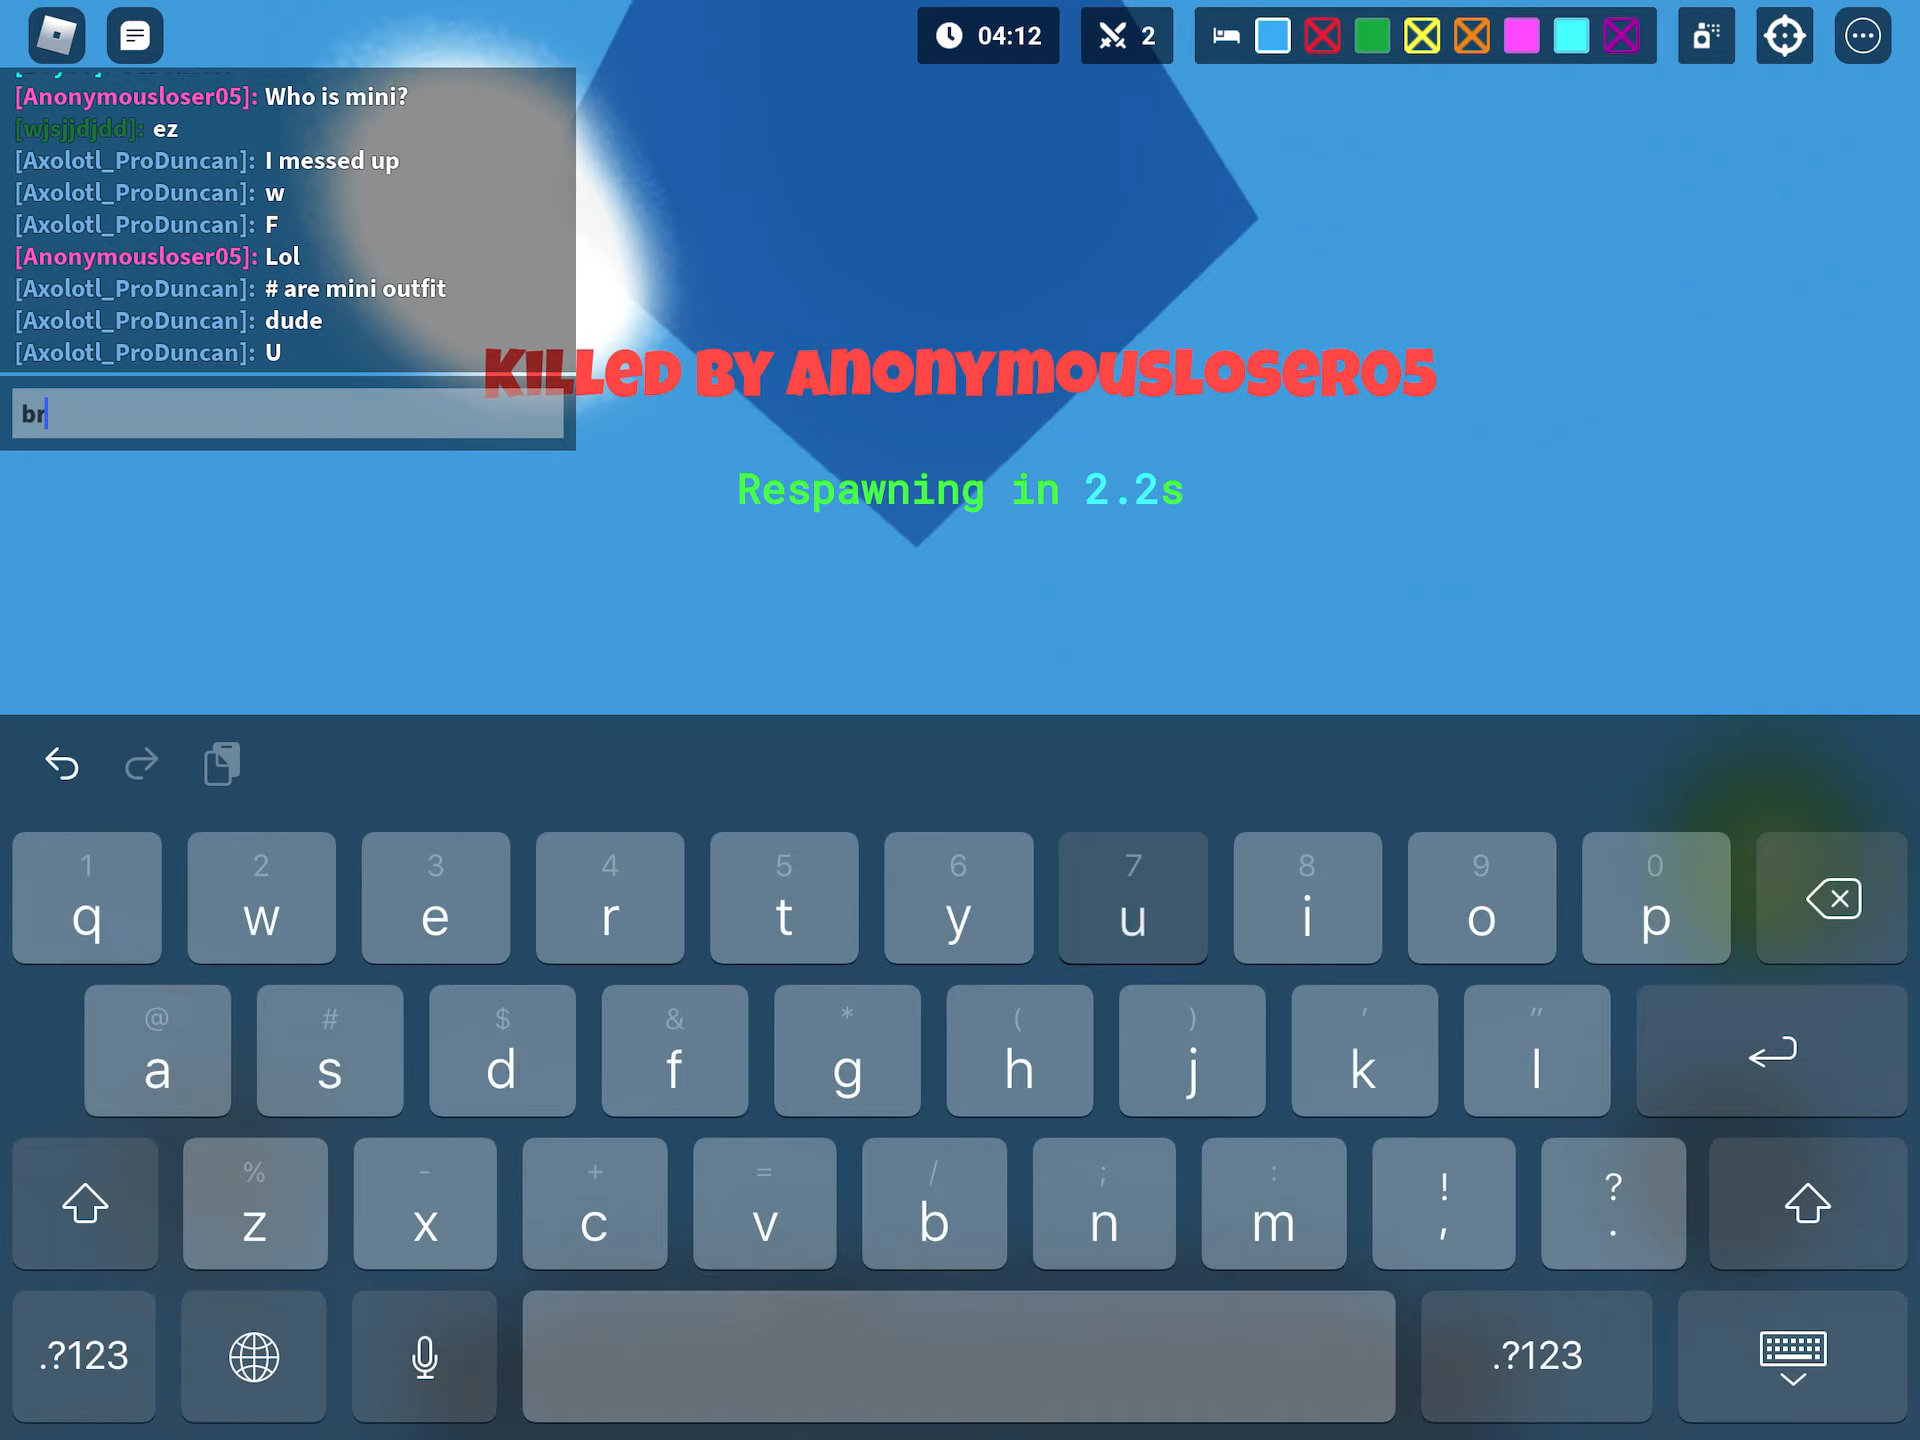 04:12
2
[Anonymousloser05]: Who is mini?
[wjsjjdjdd]: ez
[Axolotl_ProDuncan]: I messed up
[Axolotl_ProDuncan]: w
[Axolotl_ProDuncan]: F
[Anonymousloser05]: Lol
[Axolotl_ProDuncan]: # are mini outfit
[Axolotl_ProDuncan]: dude
[Axolotl_ProDuncan]: U
br
KILLED BY ANONYMOUSLOSER05
Respawning in 2.2s
1 2 3 4 5 6 7 8 9 0
q w e r t y u i o p
@ # $ & * ( ) ' "
a s d f g h j k l
% - + = / ; : ! ?
z x c v b n m , .
.?123 .?123